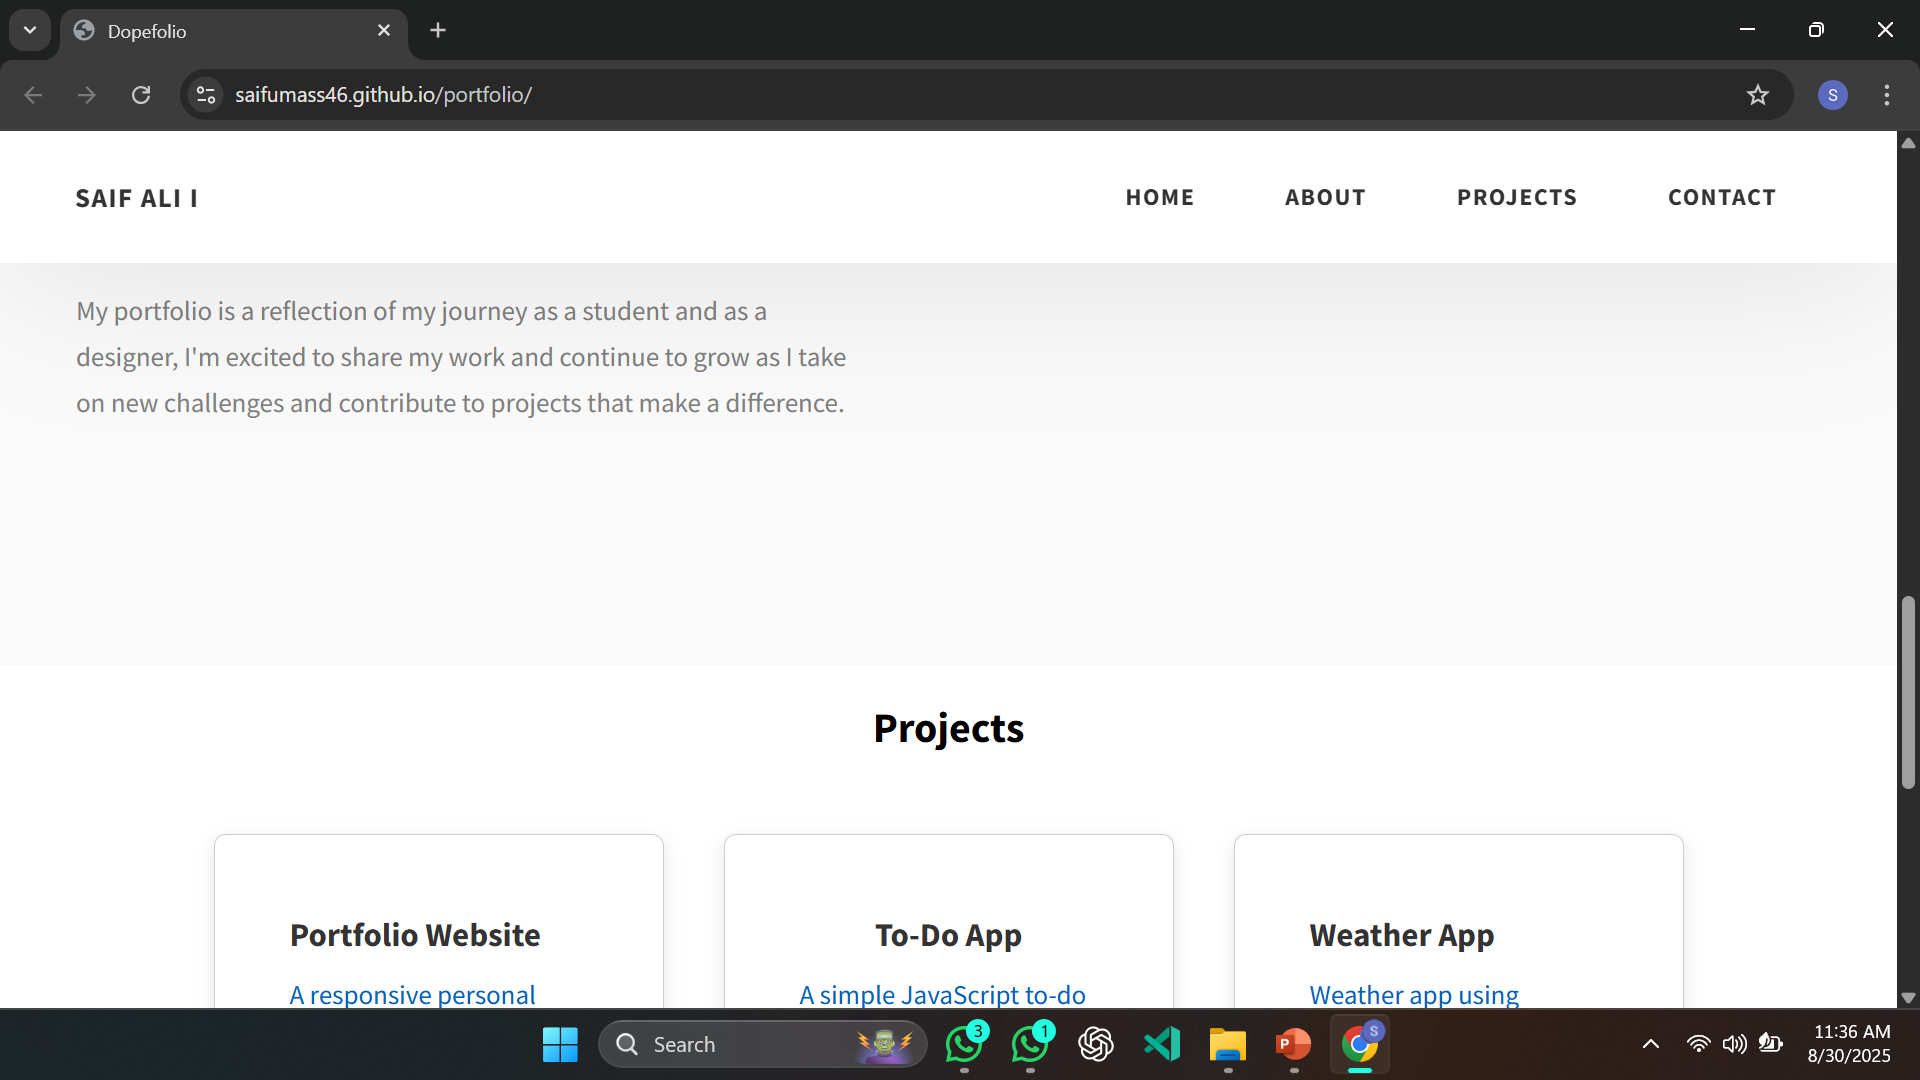 Dopefolio
saifumass46.github.io/portfolio/
S
SAIF ALI I
HOME
ABOUT
PROJECTS
CONTACT
My portfolio is a reflection of my journey as a student and as a
designer, I'm excited to share my work and continue to grow as I take
on new challenges and contribute to projects that make a difference.
Projects
Portfolio Website
To-Do App
Weather App
A responsive personal
A simple JavaScript to-do
Weather app using
Search
3
1
P
S
11:36 AM
8/30/2025